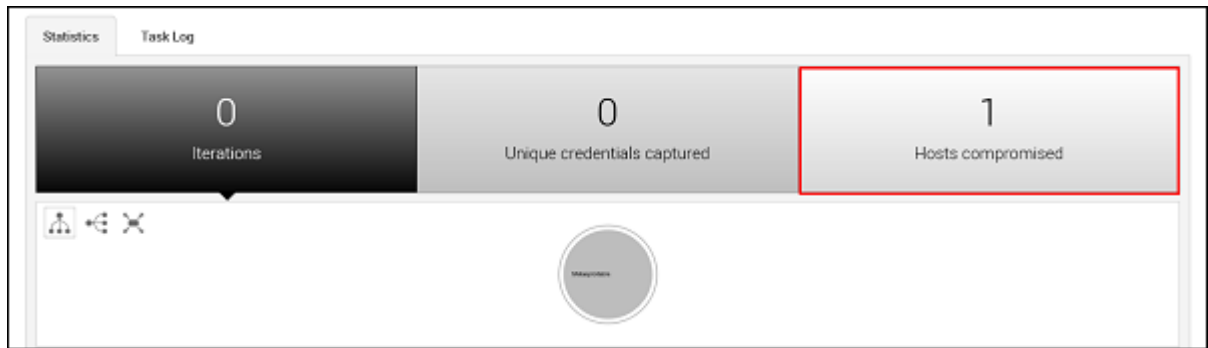 Statistics
Task Log
0
Iterations
0
Unique credentials captured
1
Hosts compromised